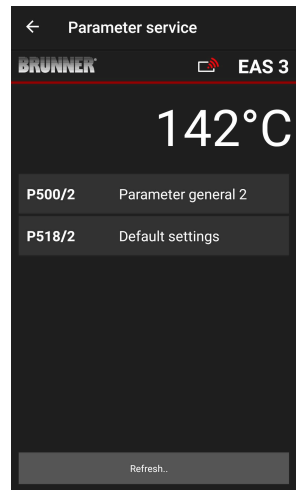 ← Parameter service
BRUNNER EAS 3
142°C
P500/2 Parameter general 2
P518/2 Default settings
Refresh..